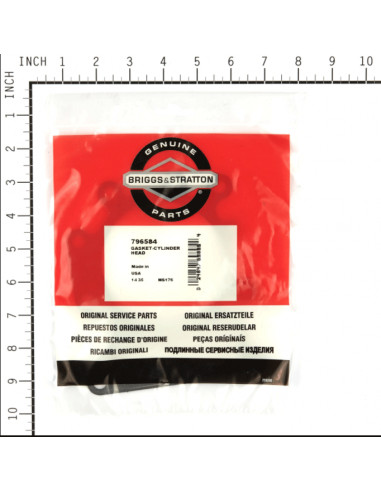 INCH 1 2 3 4 5 6 7 8 9 10
INCH
1
2
3
4
5
6
7
8
9
10
GENUINE
BRIGGS&STRATTON
PARTS
796584
GASKET-CYLINDER
HEAD
Made in
USA
ORIGINAL SERVICE PARTS
REPUESTOS ORIGINALES
PIÈCES DE RECHANGE D'ORIGINE
RICAMBI ORIGINALI
ORIGINAL ERSATZTEILE
ORIGINAL RESERUDELAR
PEÇAS ORIGINAIS
ПОДЛИННЫЕ СЕРВИСНЫЕ ИЗДЕЛИЯ